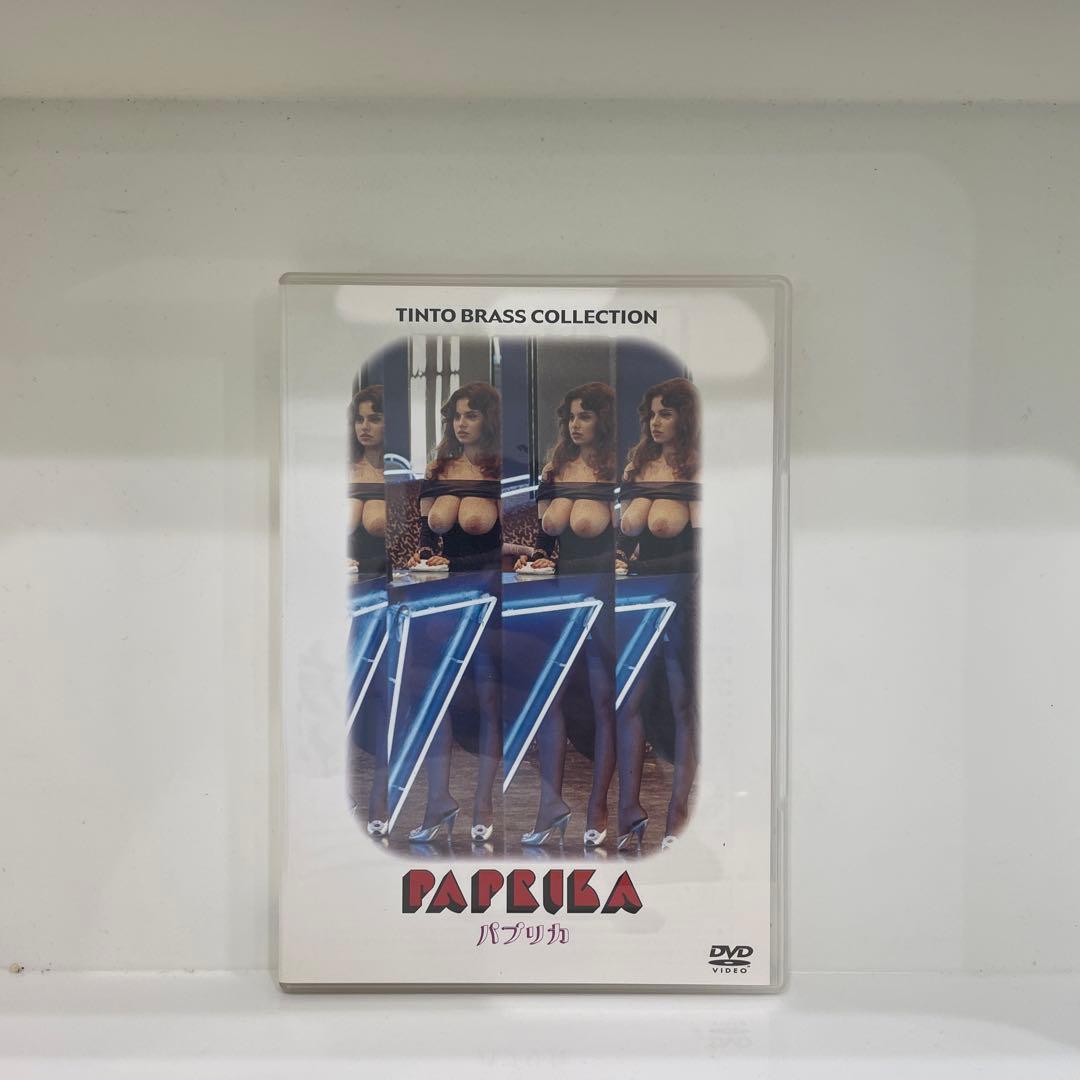 TINTO BRASS COLLECTION
PAPRIKA
パプリカ
DVD
VIDEO